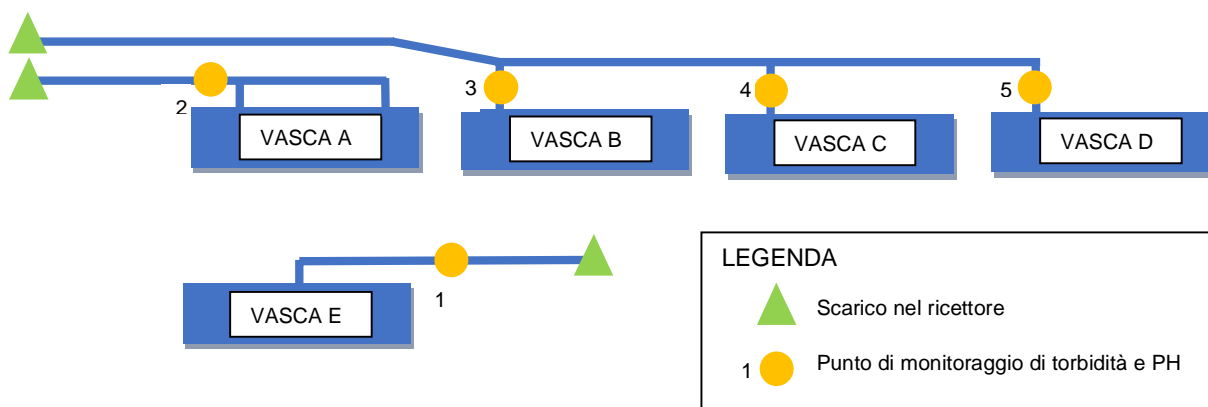 2
3
4
5
VASCA A
VASCA B
VASCA C
VASCA D
1
VASCA E
LEGENDA
Scarico nel ricettore
1
Punto di monitoraggio di torbidità e PH